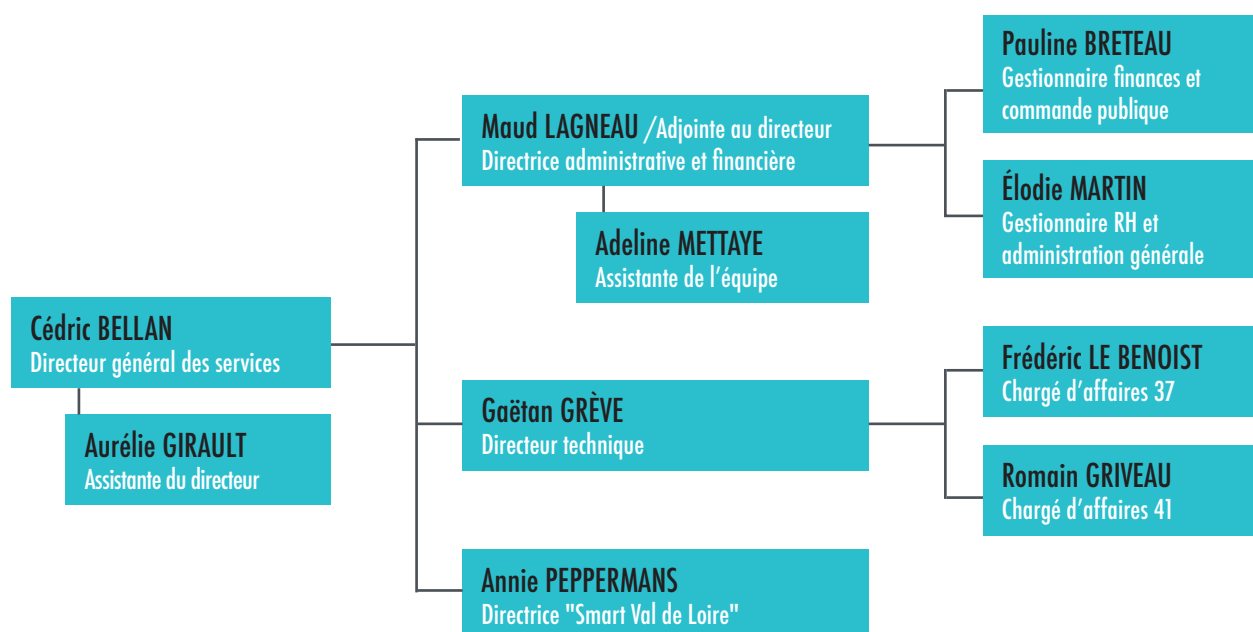 Cédric BELLAN
Directeur général des services
Aurélie GIRAULT
Assistante du directeur
Maud LAGNEAU /Adjointe au directeur
Directrice administrative et financière
Adeline METTAYE
Assistante de l'équipe
Pauline BRETEAU
Gestionnaire finances et
commande publique
Élodie MARTIN
Gestionnaire RH et
administration générale
Gaëtan GRÈVE
Directeur technique
Frédéric LE BENOIST
Chargé d'affaires 37
Romain GRIVEAU
Chargé d'affaires 41
Annie PEPPERMANS
Directrice "Smart Val de Loire"